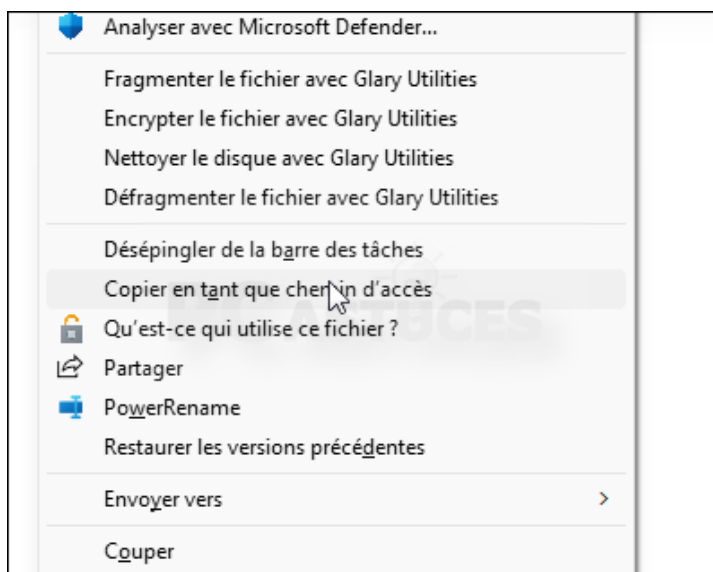 Analyser avec Microsoft Defender...
Fragmenter le fichier avec Glary Utilities
Encrypter le fichier avec Glary Utilities
Nettoyer le disque avec Glary Utilities
Défragmenter le fichier avec Glary Utilities
Désépingler de la barre des tâches
Copier en tant que chemin d'accès
Qu'est-ce qui utilise ce fichier ?
ASTUCES
Partager
PowerRename
Restaurer les versions précédentes
Envoyer vers
Couper